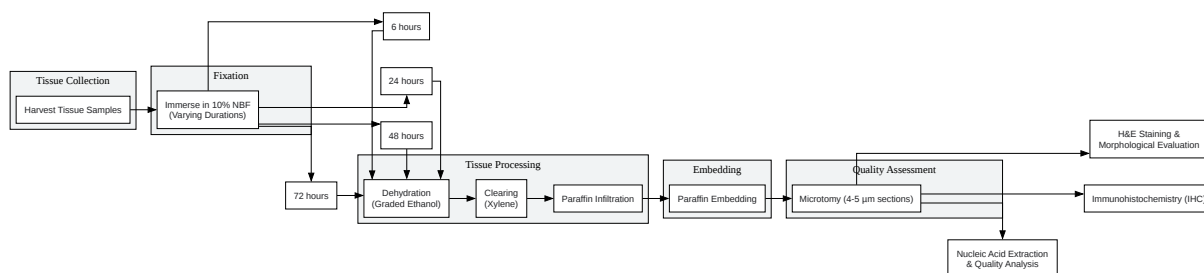 6 hours
Tissue Collection
Harvest Tissue Samples
Fixation
Immerse in 10% NBF
(Varying Durations)
24 hours
48 hours
72 hours
Tissue Processing
Dehydration
(Graded Ethanol)
Clearing
(Xylene)
Paraffin Infiltration
Embedding
Paraffin Embedding
Quality Assessment
Microtomy (4-5 µm sections)
H&E Staining &
Morphological Evaluation
Immunohistochemistry (IHC)
Nucleic Acid Extraction
& Quality Analysis